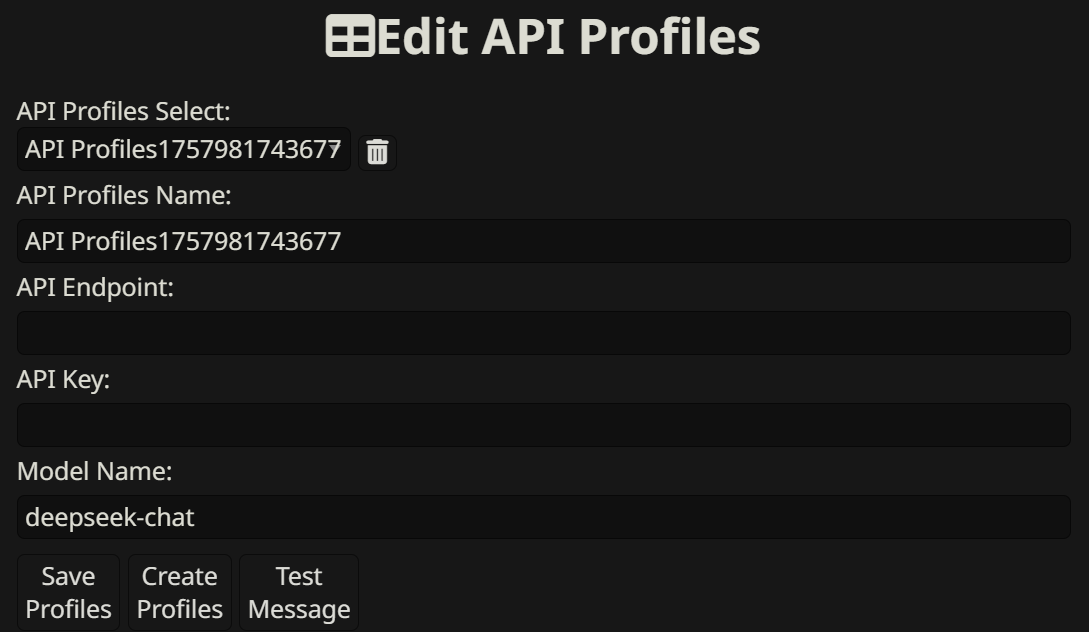 Edit API Profiles
API Profiles Select:
API Profiles1757981743677
API Profiles Name:
API Profiles1757981743677
API Endpoint:
API Key:
Model Name:
deepseek-chat
Save
Profiles
Create
Profiles
Test
Message